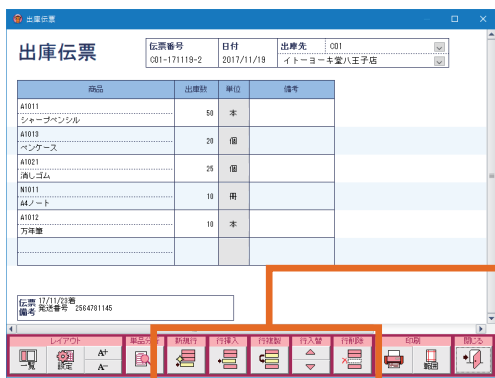 出庫伝票
出庫伝票
伝票番号 日付 出庫先 C01
C01-171119-2 2017/11/19 イトーヨーキ堂八王子店
商品 出庫数 単位 備考
A1011
シャープペンシル 50 本
A1013
ペンケース 20 個
A1021
消しゴム 25 個
N1011
A4ノート 10 冊
A1012
万年筆 10 本
伝票 17/11/23着
備考 発送番号 2564781145
レイアウト 単品分析 新規行 行挿入 行複製 行入替 行削除 印刷 閉じる
一覧 設定 A+ A- 範囲